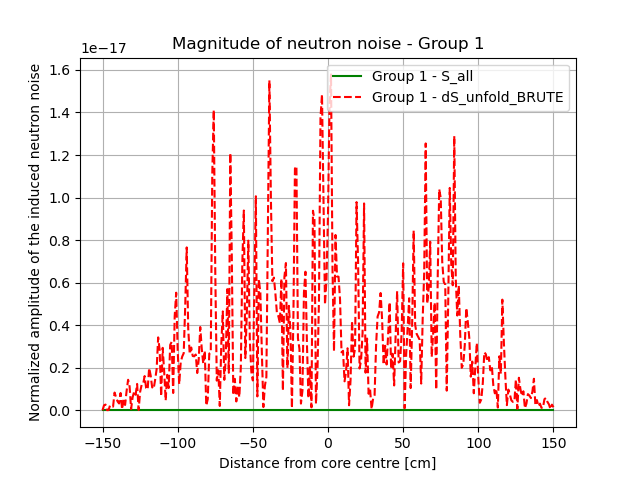 Magnitude of neutron noise - Group 1
1e−17
Group 1 - S_all
Group 1 - dS_unfold_BRUTE
Normalized amplitude of the induced neutron noise
1.6
1.4
1.2
1.0
0.8
0.6
0.4
0.2
0.0
−150
−100
−50
0
50
100
150
Distance from core centre [cm]